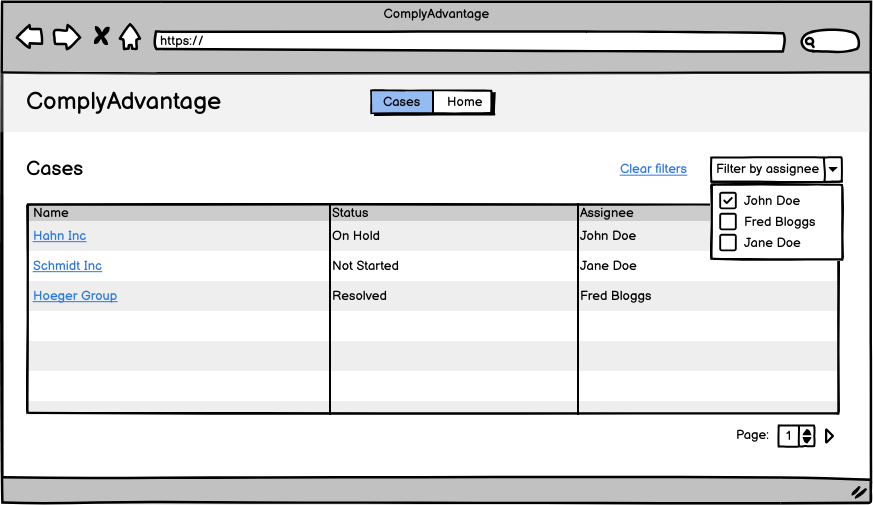 ComplyAdvantage
https://
ComplyAdvantage
Cases
Home
Cases
Clear filters
Filter by assignee
John Doe
Fred Bloggs
Jane Doe
Name Status Assignee
Hahn Inc On Hold John Doe
Schmidt Inc Not Started Jane Doe
Hoeger Group Resolved Fred Bloggs
Page: 1